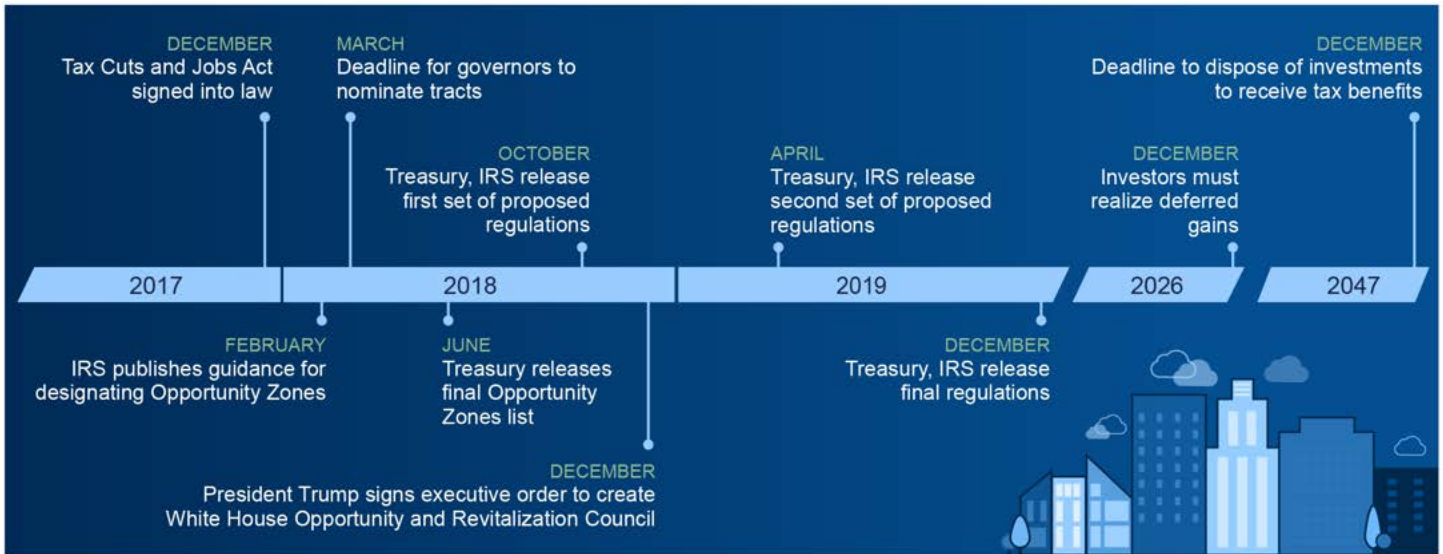 DECEMBER
Tax Cuts and Jobs Act
signed into law
MARCH
Deadline for governors to
nominate tracts
OCTOBER
Treasury, IRS release
first set of proposed
regulations
APRIL
Treasury, IRS release
second set of proposed
regulations
DECEMBER
Investors must
realize deferred
gains
DECEMBER
Deadline to dispose of investments
to receive tax benefits
2017
2018
2019
2026
2047
FEBRUARY
IRS publishes guidance for
designating Opportunity Zones
JUNE
Treasury releases
final Opportunity
Zones list
DECEMBER
President Trump signs executive order to create
White House Opportunity and Revitalization Council
DECEMBER
Treasury, IRS release
final regulations